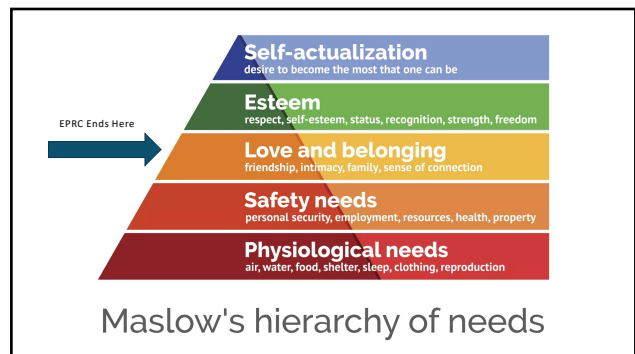 Self-actualization
desire to become the most that one can be
Esteem
respect, self-esteem, status, recognition, strength, freedom
EPRC Ends Here
Love and belonging
friendship, intimacy, family, sense of connection
Safety needs
personal security, employment, resources, health, property
Physiological needs
air, water, food, shelter, sleep, clothing, reproduction
Maslow's hierarchy of needs